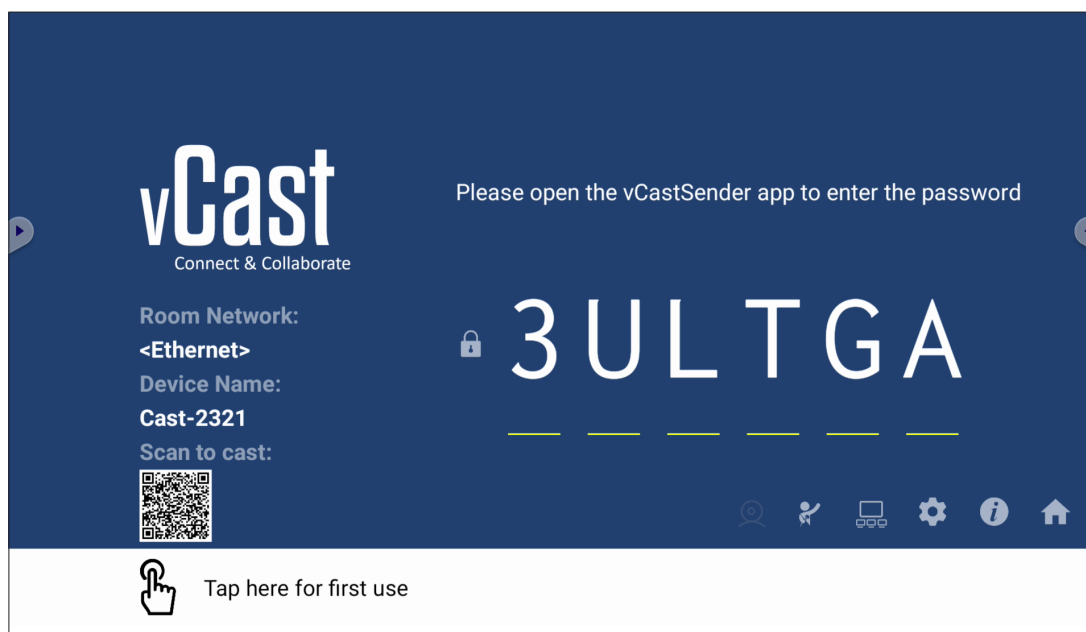 vCast
Connect & Collaborate
Room Network:
<Ethernet>
Device Name:
Cast-2321
Scan to cast:
Please open the vCastSender app to enter the password
3ULTGA
Tap here for first use